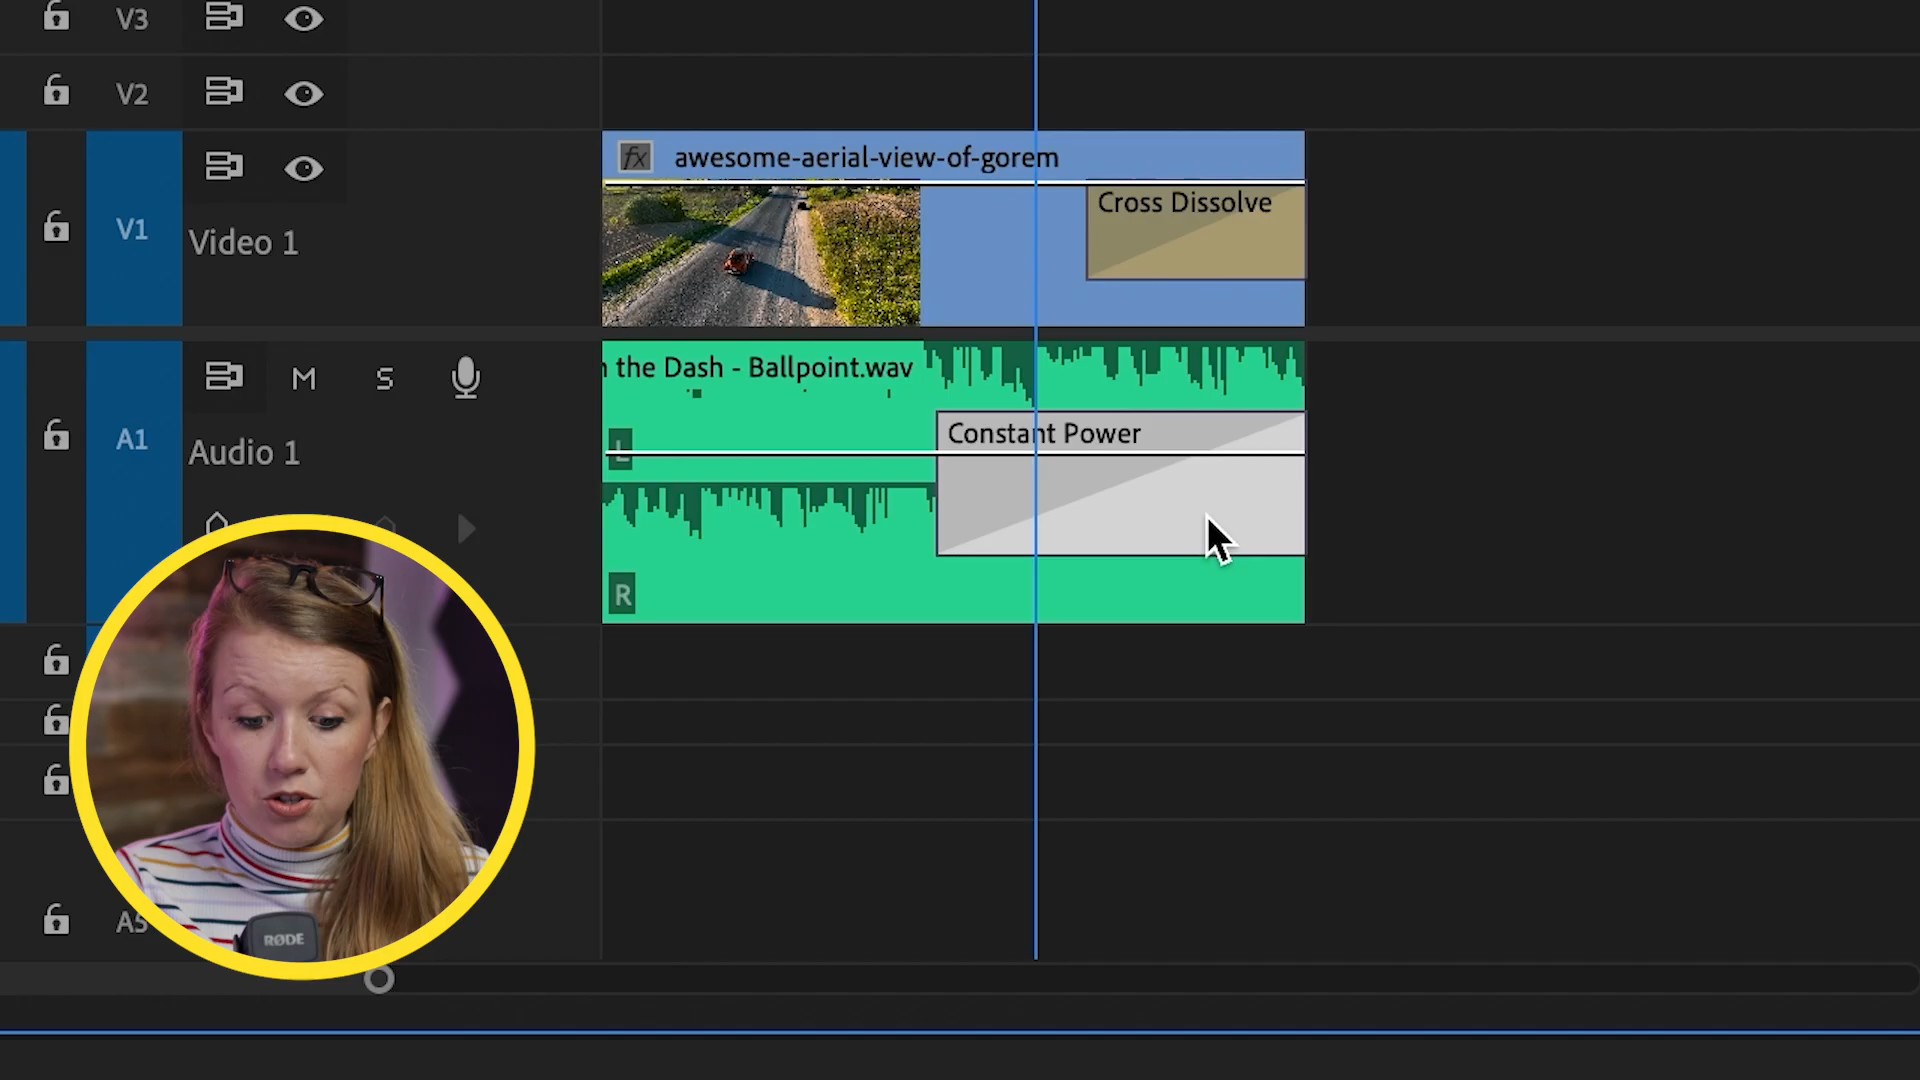 V3
V2
fx awesome-aerial-view-of-gorem
Cross Dissolve
V1
Video 1
M S
n the Dash - Ballpoint.wav
Constant Power
A1
L
Audio 1
R
A5
RØDE